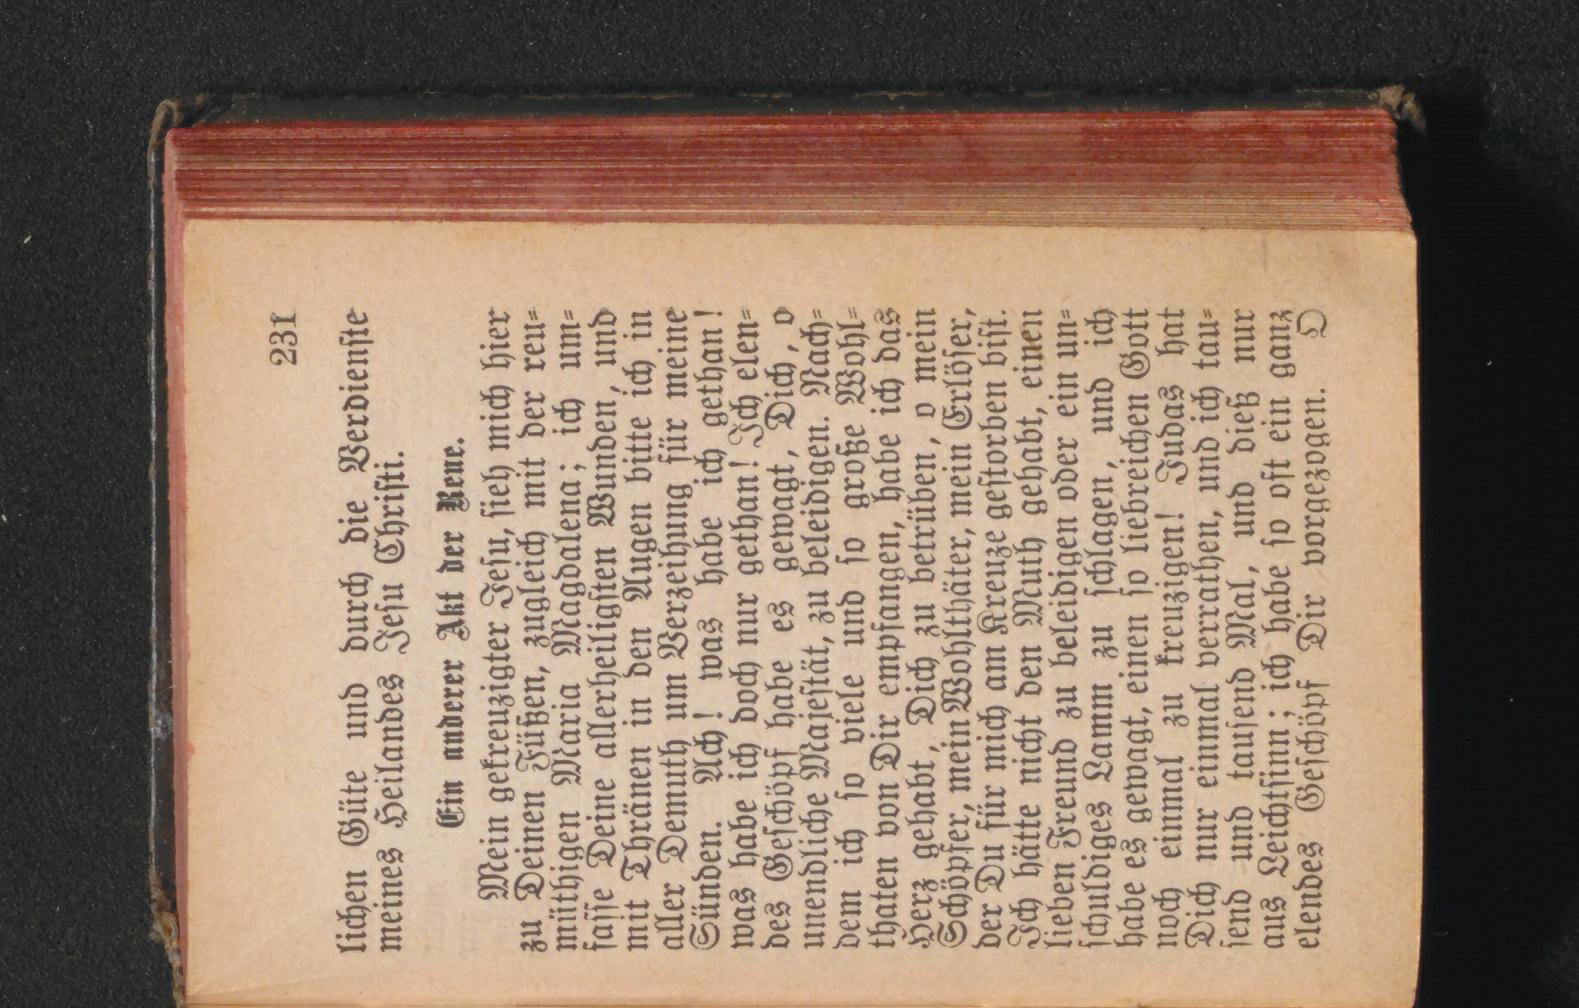 231
lichen Güte und durch die Verdienste
meines Heilandes Jesu Christi.
Ein anderer Akt der Reue.
Mein gekreuzigter Jesu, sieh mich hier
zu Deinen Füßen, zugleich mit der reu-
müthigen Maria Magdalena; ich um-
fasse Deine allerheiligsten Wunden, und
mit Thränen in den Augen bitte ich in
aller Demuth um Verzeihung für meine
Sünden. Ach! was habe ich gethan!
was habe ich doch nur gethan! Ich elen-
des Geschöpf habe es gewagt, Dich, o
unendliche Majestät, zu beleidigen. Nach-
dem ich so viele und so große Wohl-
thaten von Dir empfangen, habe ich das
Herz gehabt, Dich zu betrüben, o mein
Schöpfer, mein Wohlthäter, mein Erlöser,
der Du für mich am Kreuze gestorben bist.
Ich hätte nicht den Muth gehabt, einen
lieben Freund zu beleidigen oder ein un-
schuldiges Lamm zu schlagen, und ich
habe es gewagt, einen so liebreichen Gott
noch einmal zu kreuzigen! Judas hat
Dich nur einmal verrathen, und ich tau-
send und tausend Mal, und dieß nur
aus Leichtsinn; ich habe so oft ein ganz
elendes Geschöpf Dir vorgezogen. O